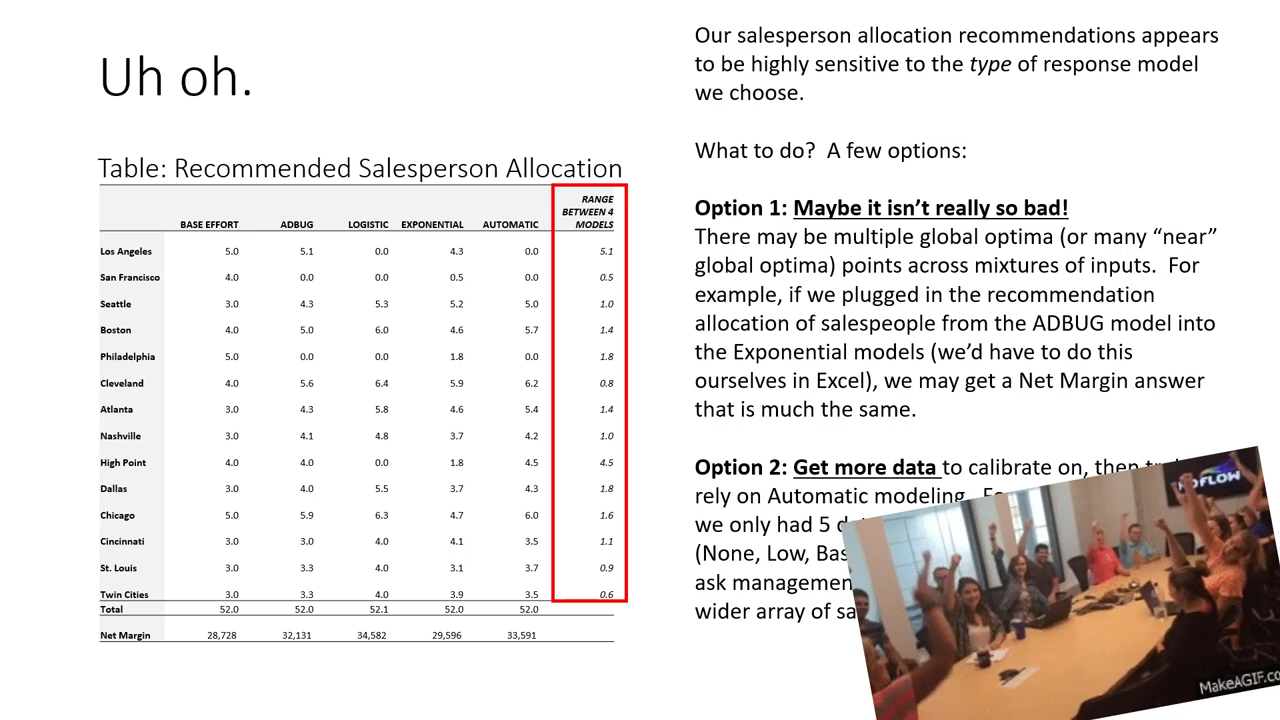 Uh oh.
Table: Recommended Salesperson Allocation
RANGE
BETWEEN 4
BASE EFFORT ADBUG LOGISTIC EXPONENTIAL AUTOMATIC MODELS
Los Angeles 5.0 5.1 0.0 4.3 0.0 5.1
San Francisco 4.0 0.0 0.0 0.5 0.0 0.5
Seattle 3.0 4.3 5.3 5.2 5.0 1.0
Boston 4.0 5.0 6.0 4.6 5.7 1.4
Philadelphia 5.0 0.0 0.0 1.8 0.0 1.8
Cleveland 4.0 5.6 6.4 5.9 6.2 0.8
Atlanta 3.0 4.3 5.8 4.6 5.4 1.4
Nashville 3.0 4.1 4.8 3.7 4.2 1.0
High Point 4.0 4.0 0.0 1.8 4.5 4.5
Dallas 3.0 4.0 5.5 3.7 4.3 1.8
Chicago 5.0 5.9 6.3 4.7 6.0 1.6
Cincinnati 3.0 3.0 4.0 4.1 3.5 1.1
St. Louis 3.0 3.3 4.0 3.1 3.7 0.9
Twin Cities 3.0 3.3 4.0 3.9 3.5 0.6
Total 52.0 52.0 52.1 52.0 52.0
Net Margin 28,728 32,131 34,582 29,596 33,591
Our salesperson allocation recommendations appears
to be highly sensitive to the type of response model
we choose.
What to do? A few options:
Option 1: Maybe it isn't really so bad!
There may be multiple global optima (or many “near”
global optima) points across mixtures of inputs. For
example, if we plugged in the recommendation
allocation of salespeople from the ADBUG model into
the Exponential models (we'd have to do this
ourselves in Excel), we may get a Net Margin answer
that is much the same.
Option 2: Get more data to calibrate on, then
rely on Automatic modeling.
we only had 5
(None, Low,
ask
wider array of